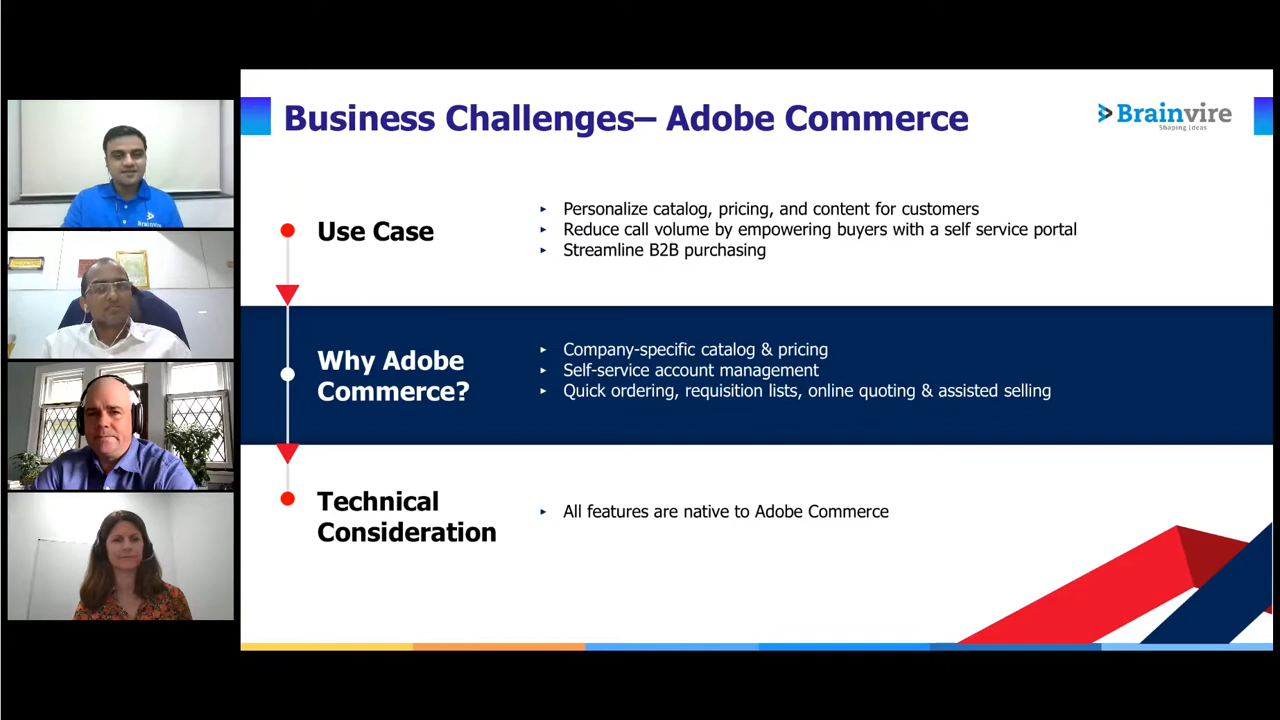 Business Challenges– Adobe Commerce
Brainvire
Shaping Ideas
Use Case
Personalize catalog, pricing, and content for customers
Reduce call volume by empowering buyers with a self service portal
Streamline B2B purchasing
Why Adobe
Commerce?
Company-specific catalog & pricing
Self-service account management
Quick ordering, requisition lists, online quoting & assisted selling
Technical
Consideration
All features are native to Adobe Commerce
Brainvire